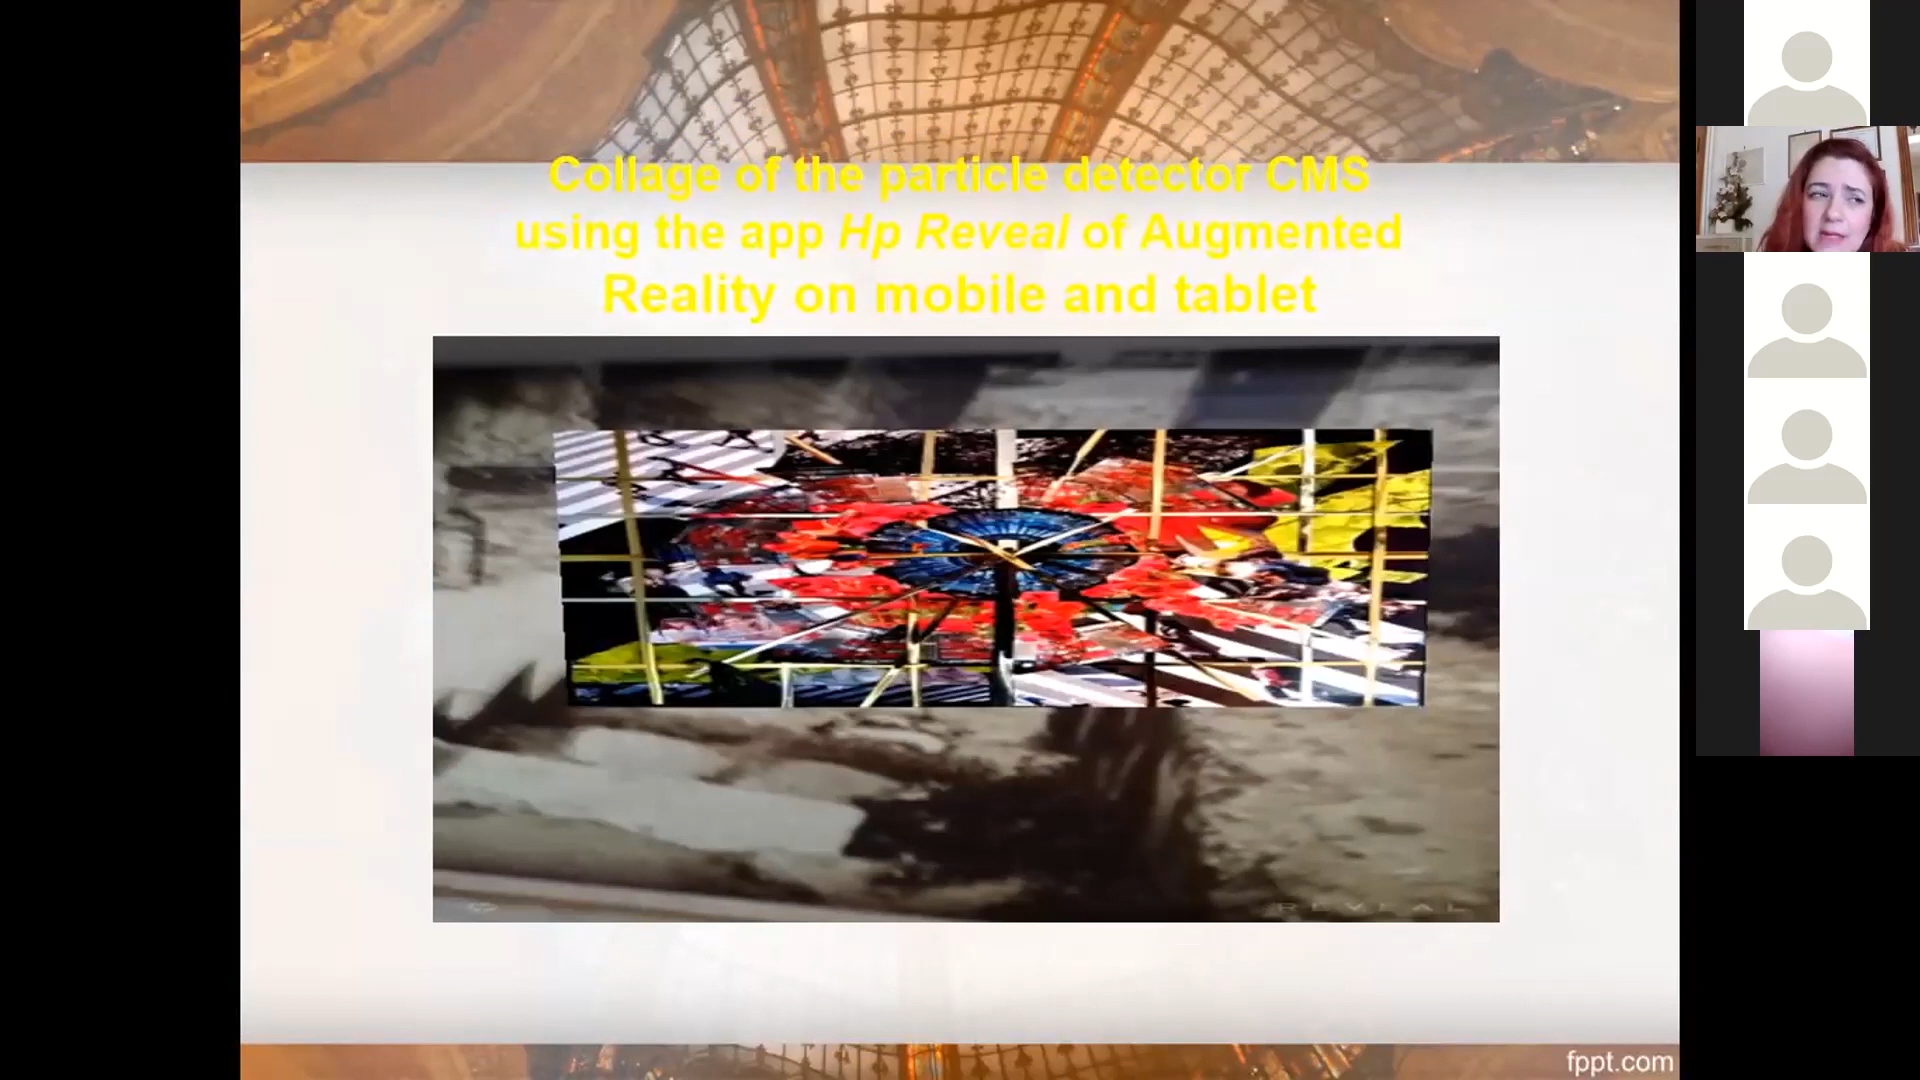 Collage of the particle detector CMS
using the app Hp Reveal of Augmented
Reality on mobile and tablet
REVEAL
fppt.com